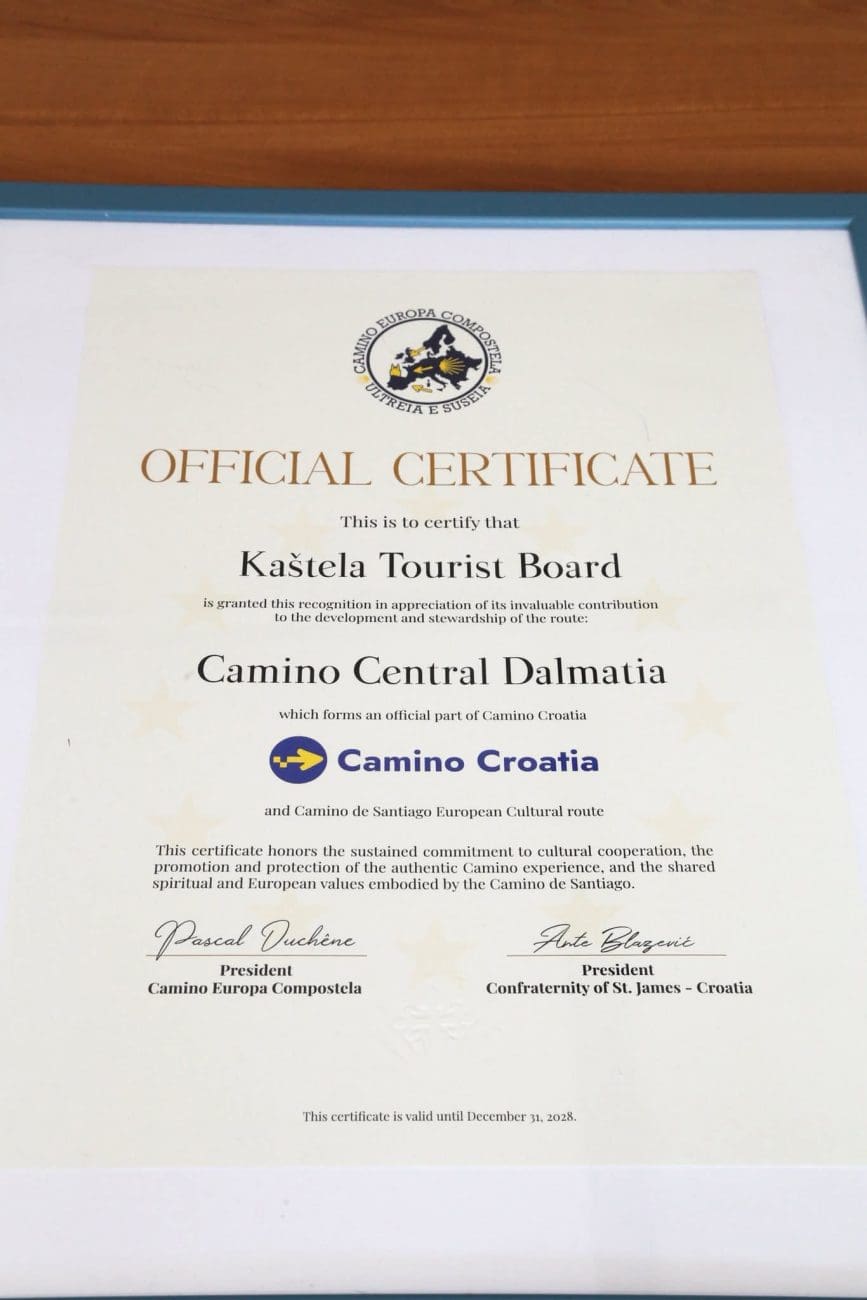 CAMINO EUROPA COMPOSTELA
ULTREIA E SUSEIA
OFFICIAL CERTIFICATE
This is to certify that
Kaštela Tourist Board
is granted this recognition in appreciation of its invaluable contribution
to the development and stewardship of the route:
Camino Central Dalmatia
which forms an official part of Camino Croatia
Camino Croatia
and Camino de Santiago European Cultural route
This certificate honors the sustained commitment to cultural cooperation, the
promotion and protection of the authentic Camino experience, and the shared
spiritual and European values embodied by the Camino de Santiago.
Pascal Duchêne
Ante Blazević
President
President
Camino Europa Compostela
Confraternity of St. James - Croatia
This certificate is valid until December 31, 2028.